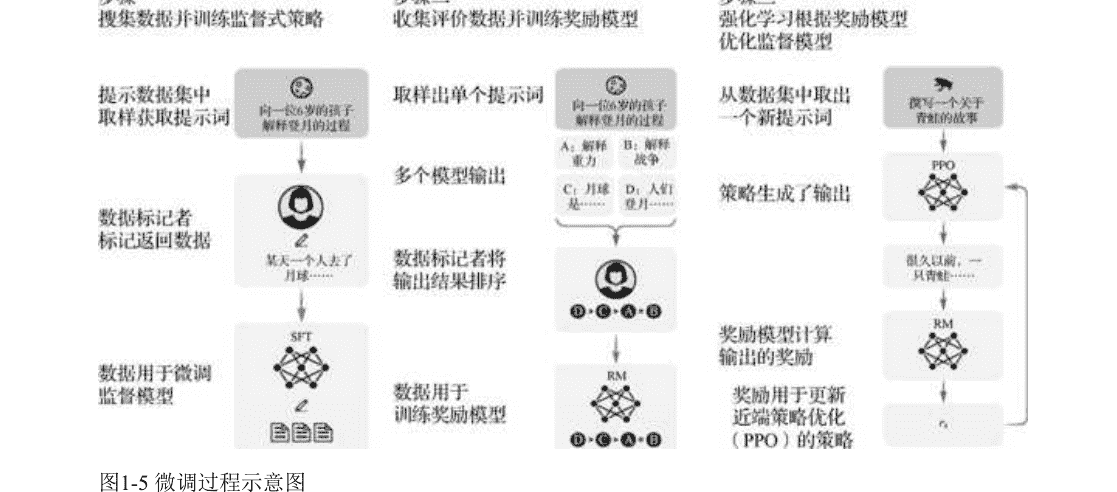 搜集数据并训练监督式策略
提示数据集中
取样获取提示词
向一位6岁的孩子
解释登月的过程
数据标记者
标记返回数据
某天一个人去了
月球……
SFT
数据用于微调
监督模型
收集评价数据并训练奖励模型
取样出单个提示词
向一位6岁的孩子
解释登月的过程
多个模型输出
A：解释
重力
B：解释
战争
C：月球
是……
D：人们
登月……
数据标记者将
输出结果排序
D > C > A = B
数据用于
训练奖励模型
RM
D > C > A = B
强化学习根据奖励模型
优化监督模型
从数据集中取出
一个新提示词
撰写一个关于
青蛙的故事
PPO
策略生成了输出
很久以前，一
只青蛙……
奖励模型计算
输出的奖励
RM
奖励用于更新
近端策略优化
（PPO）的策略
图1-5 微调过程示意图